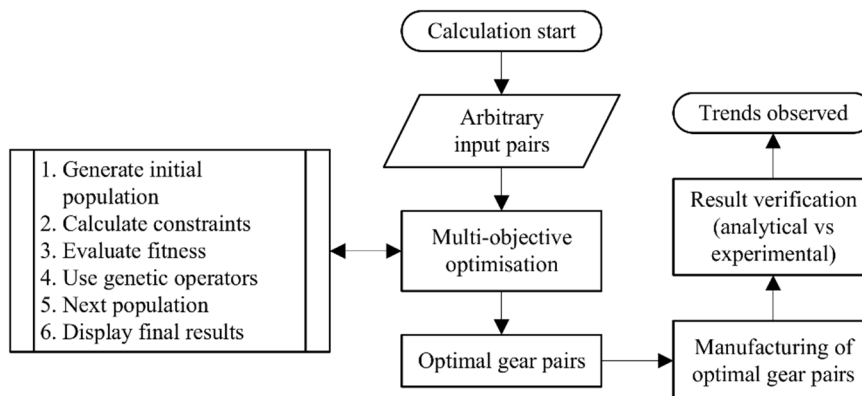 Calculation start
Arbitrary
input pairs
1. Generate initial
population
2. Calculate constraints
3. Evaluate fitness
4. Use genetic operators
5. Next population
6. Display final results
Multi-objective
optimisation
Optimal gear pairs
Manufacturing of
optimal gear pairs
Result verification
(analytical vs
experimental)
Trends observed